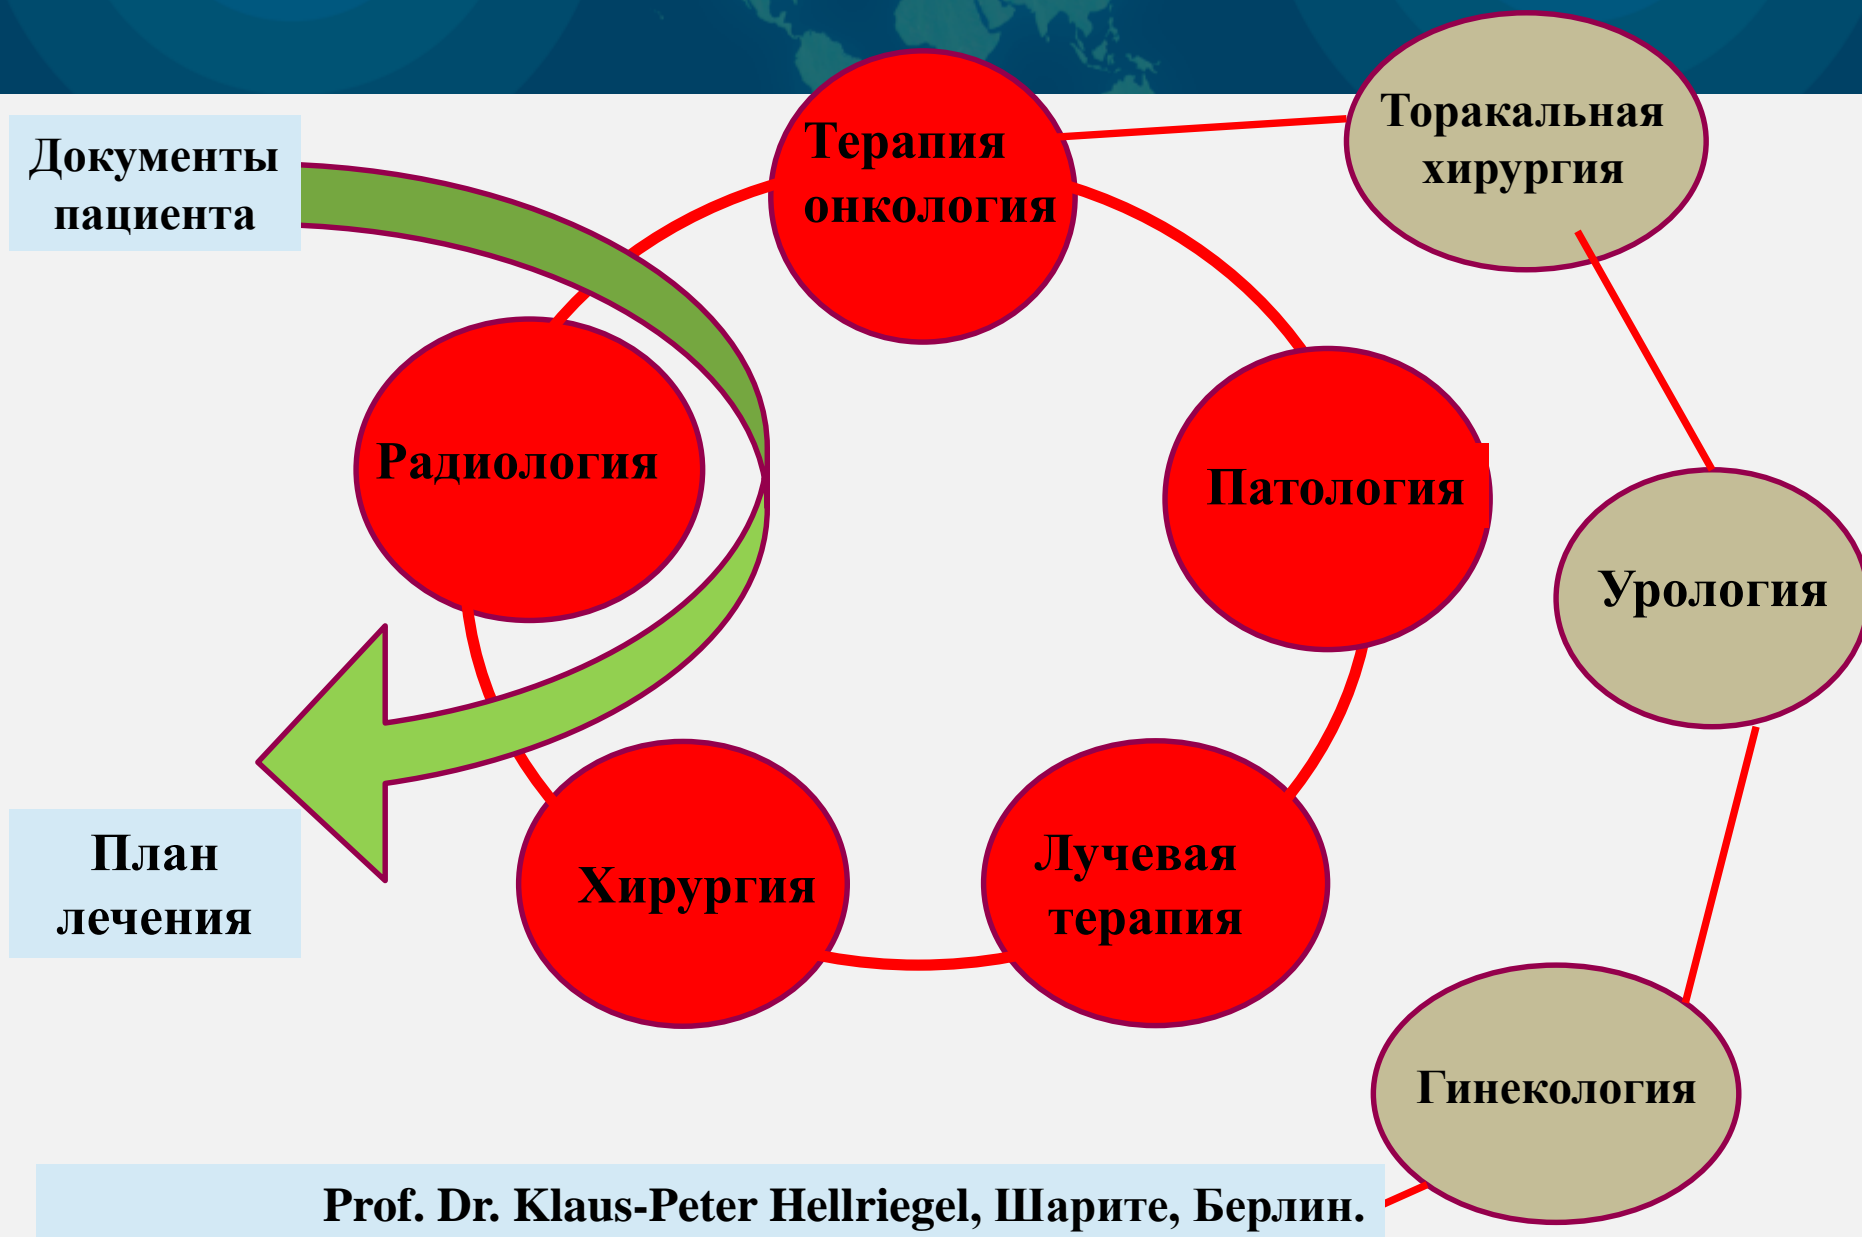 Документы
пациента
Терапия
онкология
Торакальная
хирургия
Радиология
Патология
Урология
План
лечения
Хирургия
Лучевая
терапия
Гинекология
Prof. Dr. Klaus-Peter Hellriegel, Шарите, Берлин.